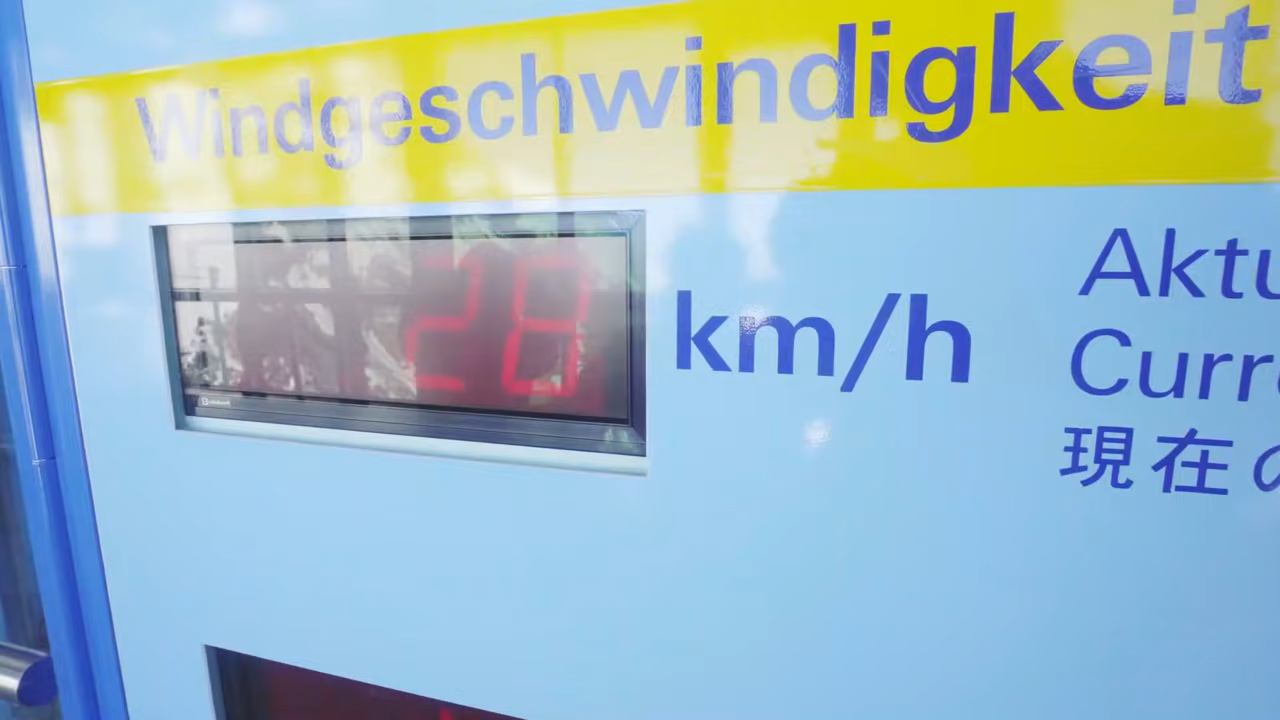 Windgeschwindigkeit
28 km/h
Aktu
Curr
現在の